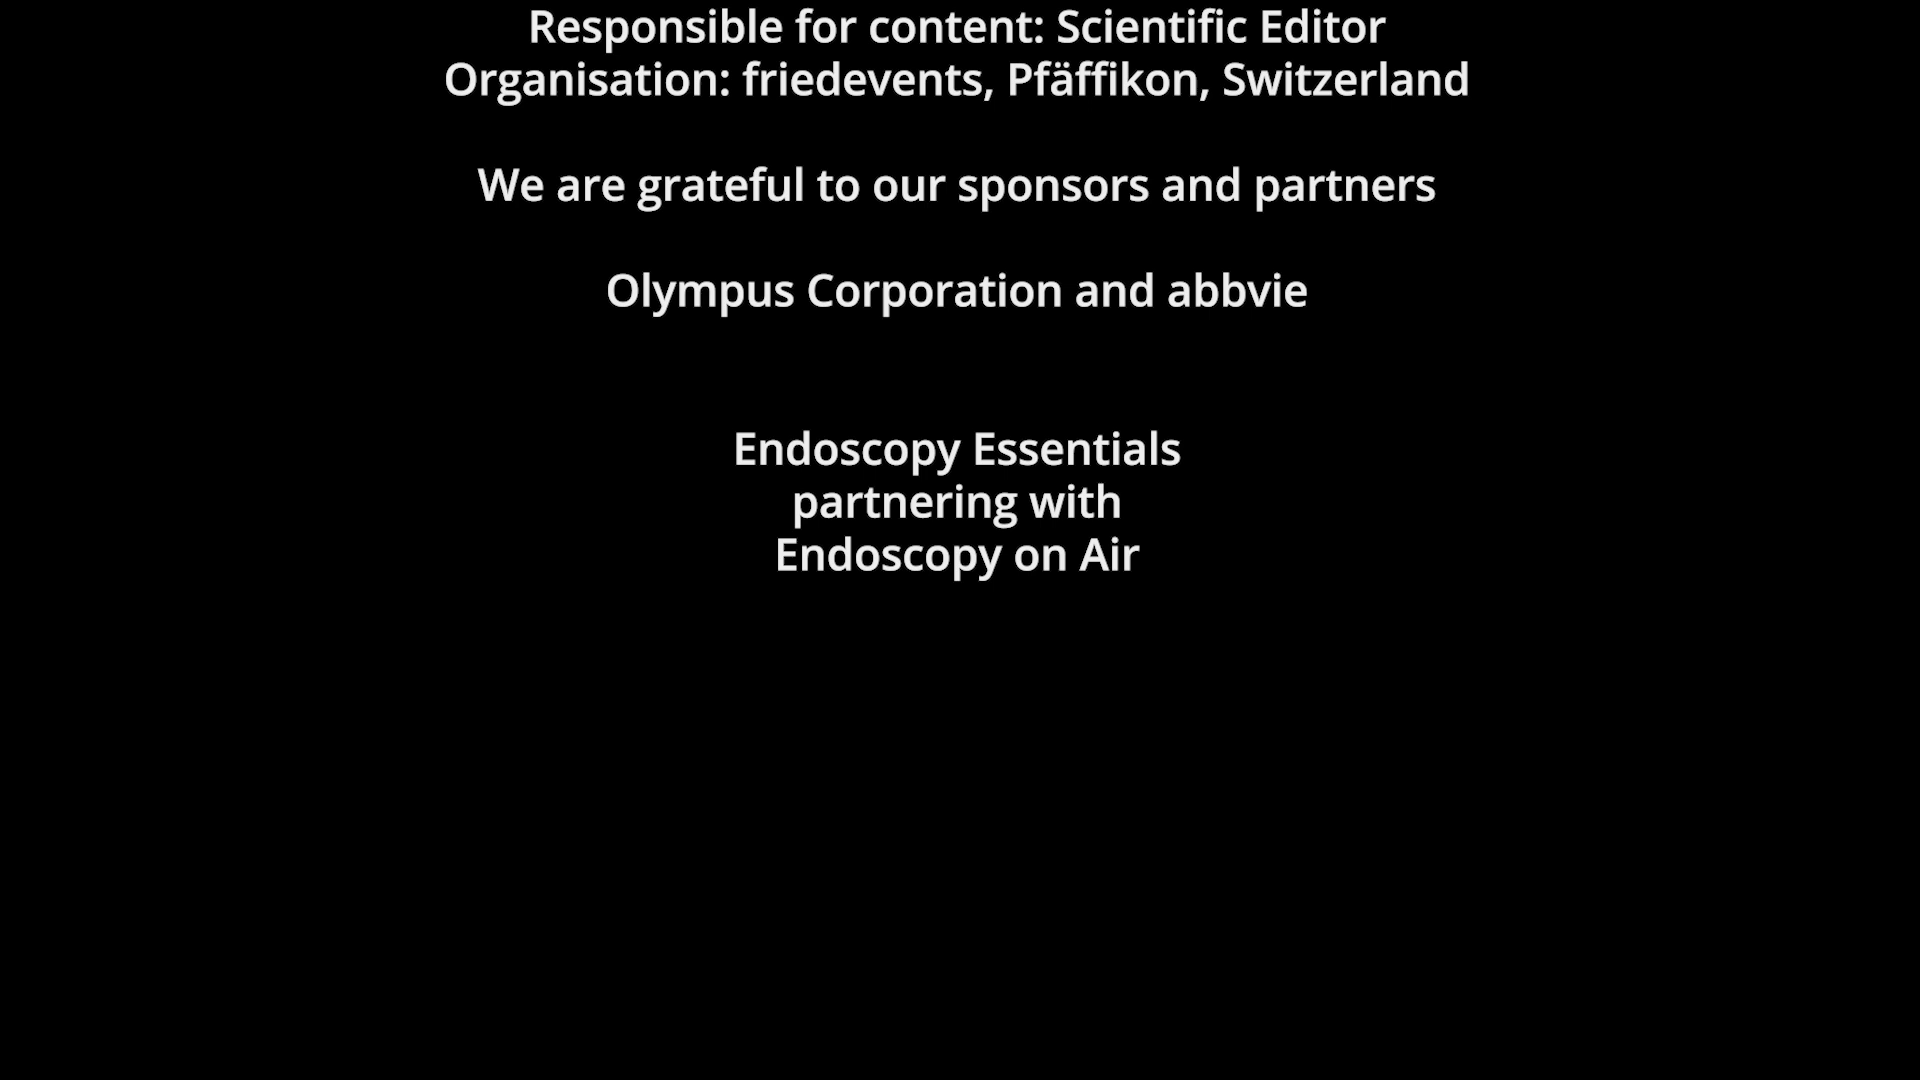 Responsible for content: Scientific Editor
Organisation: friedevents, Pfäffikon, Switzerland
We are grateful to our sponsors and partners
Olympus Corporation and abbvie
Endoscopy Essentials
partnering with
Endoscopy on Air